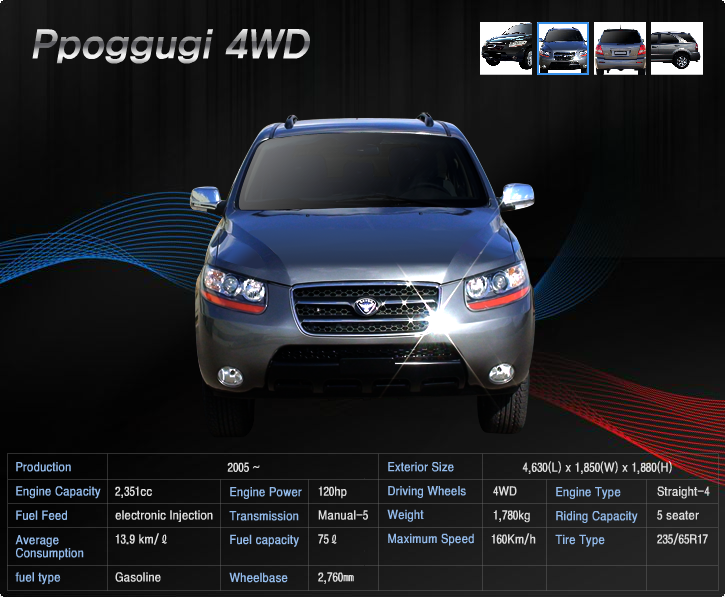 Ppoggugi 4WD
Production 2005 ~ Exterior Size 4,630(L) x 1,850(W) x 1,880(H)
Engine Capacity 2,351cc Engine Power 120hp Driving Wheels 4WD Engine Type Straight-4
Fuel Feed electronic Injection Transmission Manual-5 Weight 1,780kg Riding Capacity 5 seater
Average Consumption 13,9 km/ℓ Fuel capacity 75ℓ Maximum Speed 160Km/h Tire Type 235/65R17
fuel type Gasoline Wheelbase 2,760mm